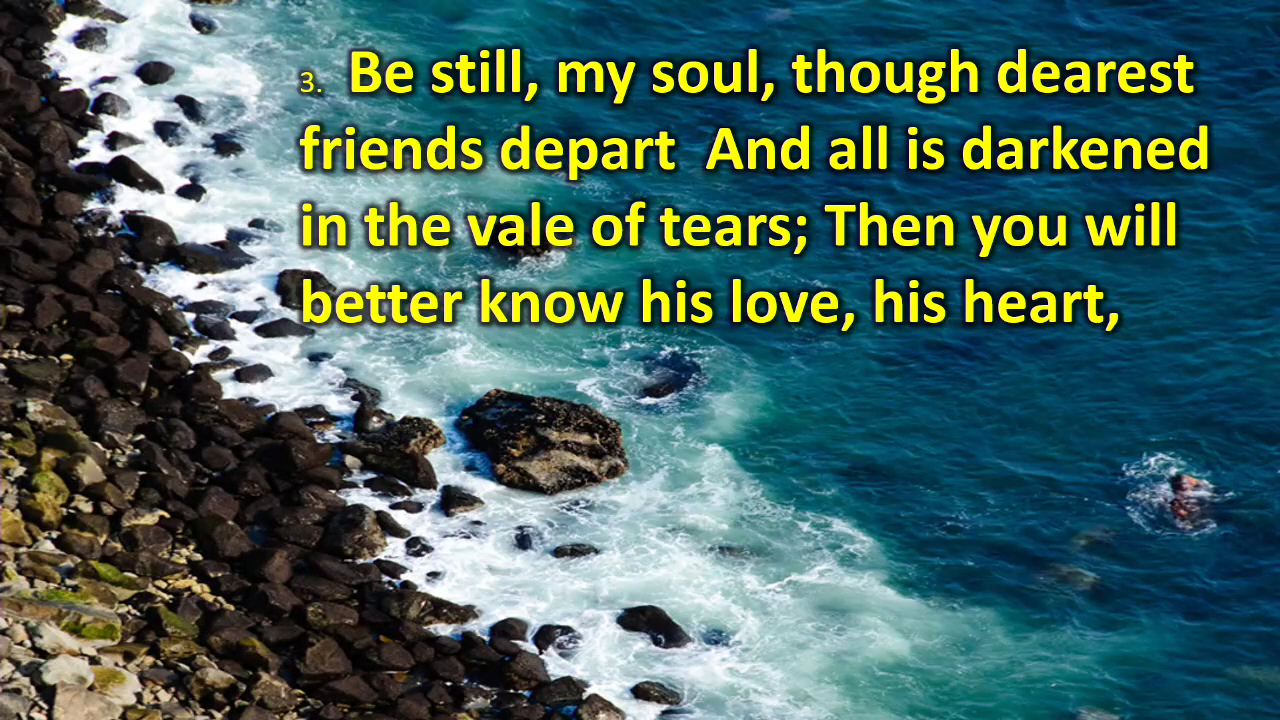 3. Be still, my soul, though dearest
friends depart  And all is darkened
in the vale of tears; Then you will
better know his love, his heart,